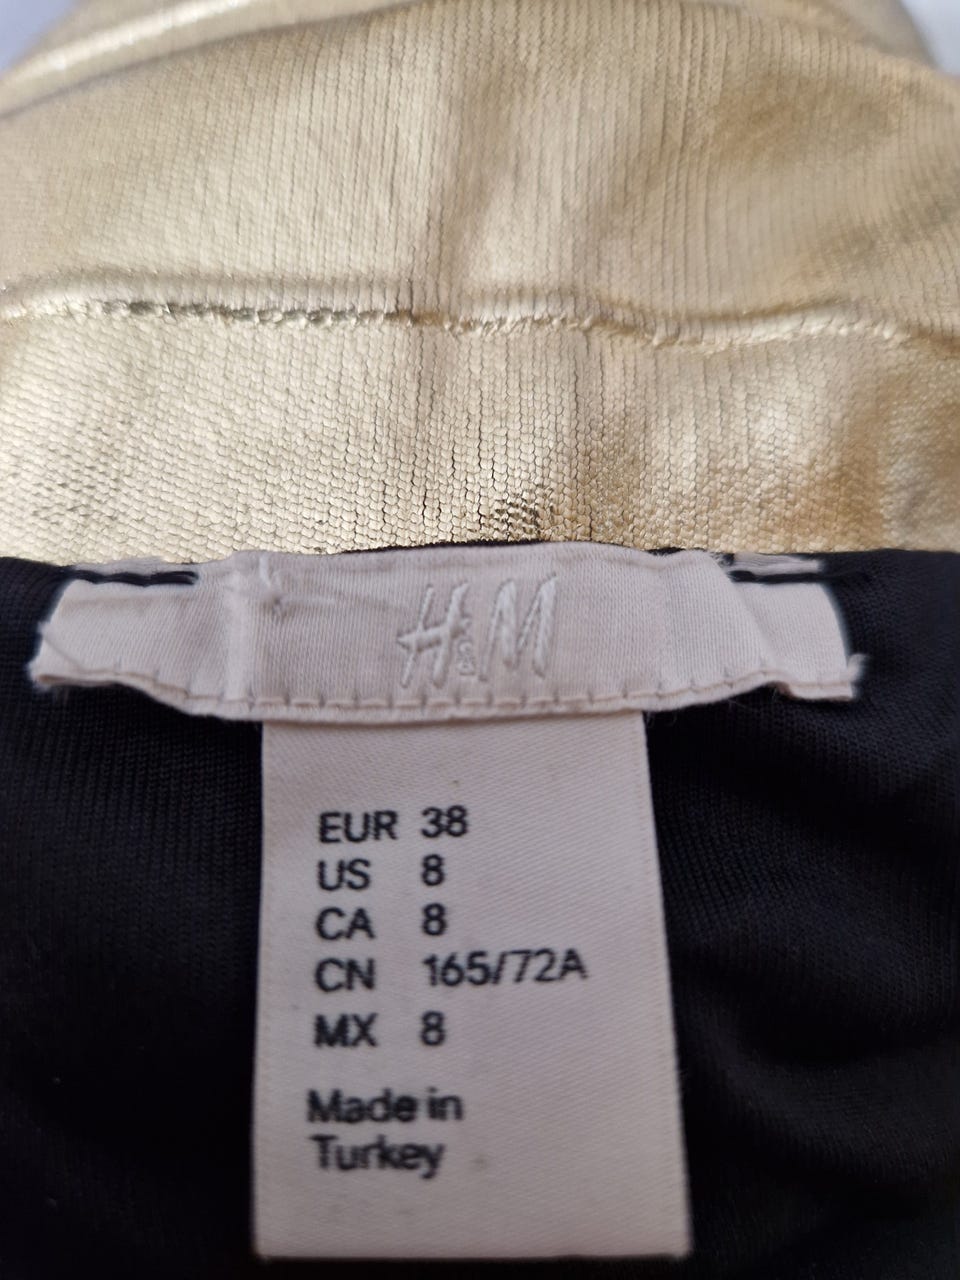 H&M
EUR 38
US 8
CA 8
CN 165/72A
MX 8
Made in
Turkey